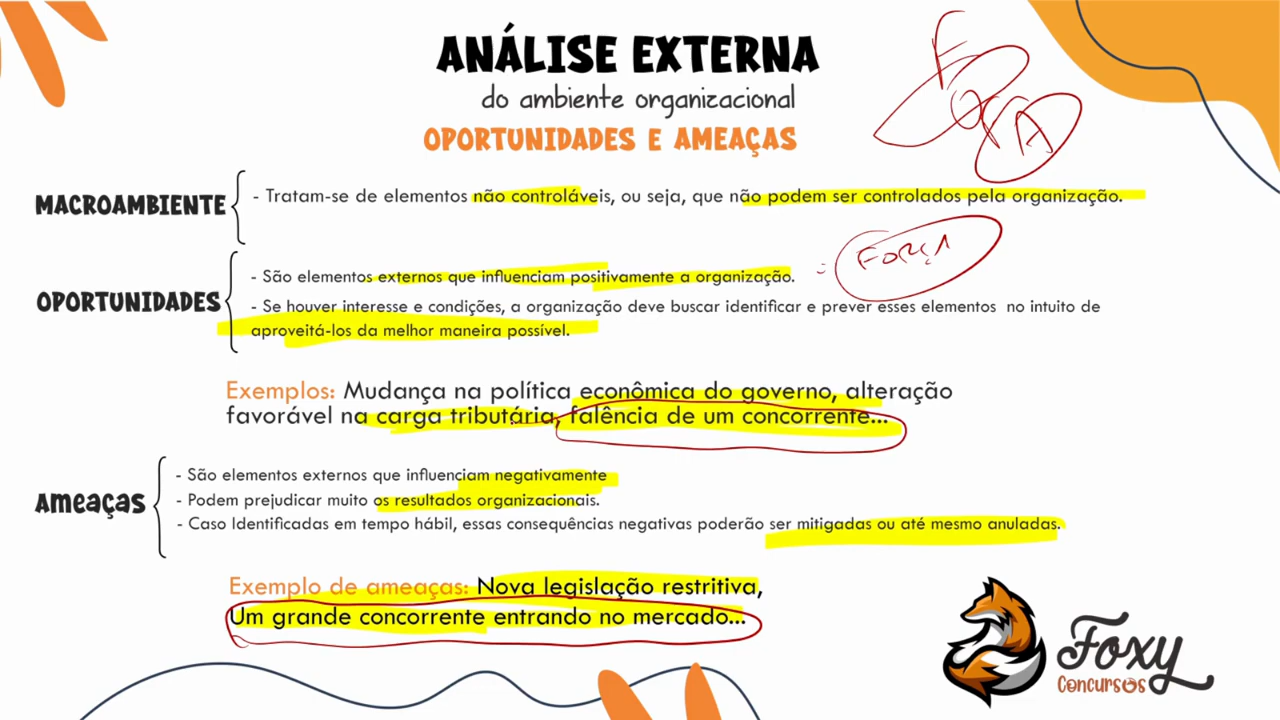 ANÁLISE EXTERNA
do ambiente organizacional
OPORTUNIDADES E AMEAÇAS
F
O
F
A
MACROAMBIENTE
- Tratam-se de elementos não controláveis, ou seja, que não podem ser controlados pela organização.
OPORTUNIDADES
- São elementos externos que influenciam positivamente a organização.
= FORÇA
- Se houver interesse e condições, a organização deve buscar identificar e prever esses elementos no intuito de
aproveitá-los da melhor maneira possível.
Exemplos: Mudança na política econômica do governo, alteração
favorável na carga tributária, falência de um concorrente...
Ameaças
- São elementos externos que influenciam negativamente
- Podem prejudicar muito os resultados organizacionais.
- Caso Identificadas em tempo hábil, essas consequências negativas poderão ser mitigadas ou até mesmo anuladas.
Exemplo de ameaças: Nova legislação restritiva,
Um grande concorrente entrando no mercado...
Foxy
Concursos